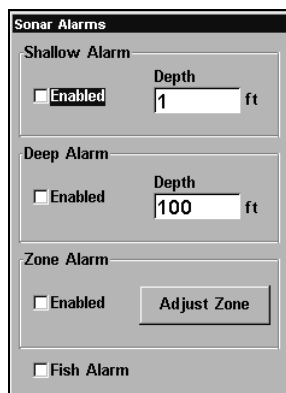 Sonar Alarms
Shallow Alarm
Depth
Enabled
1 ft
Deep Alarm
Depth
Enabled
100 ft
Zone Alarm
Enabled
Adjust Zone
Fish Alarm